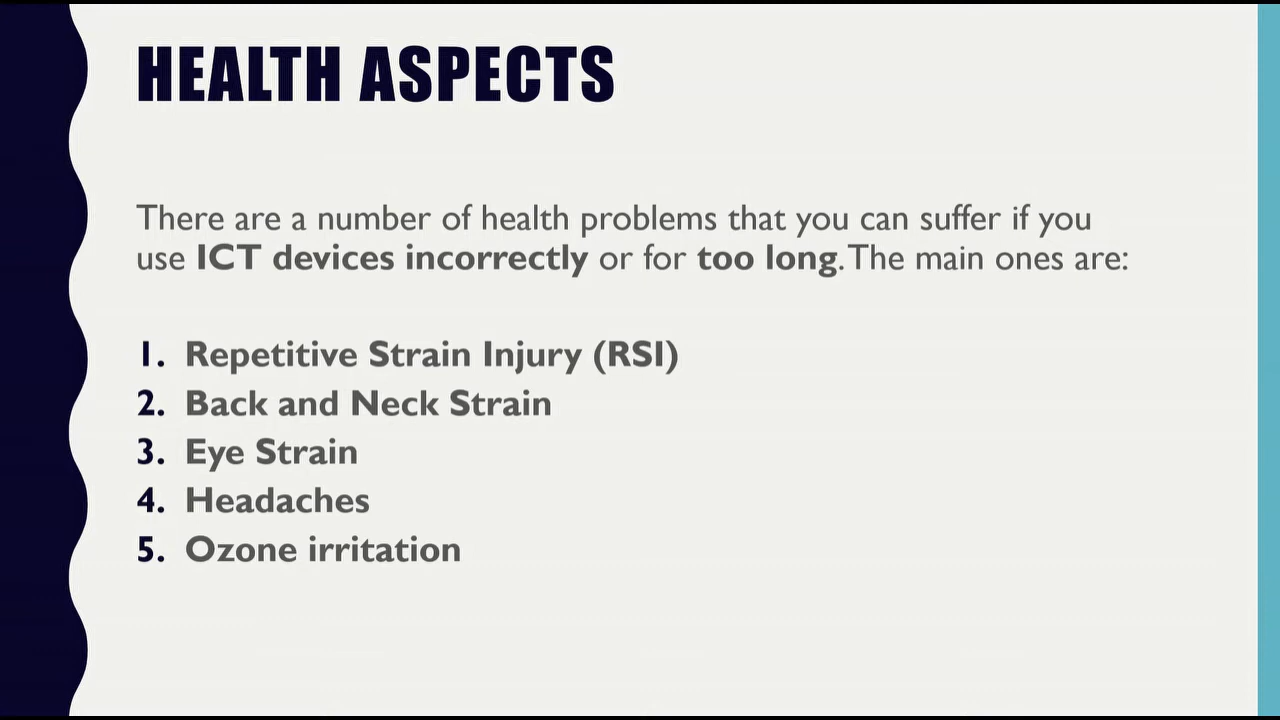 HEALTH ASPECTS
There are a number of health problems that you can suffer if you
use ICT devices incorrectly or for too long. The main ones are:
1. Repetitive Strain Injury (RSI)
2. Back and Neck Strain
3. Eye Strain
4. Headaches
5. Ozone irritation